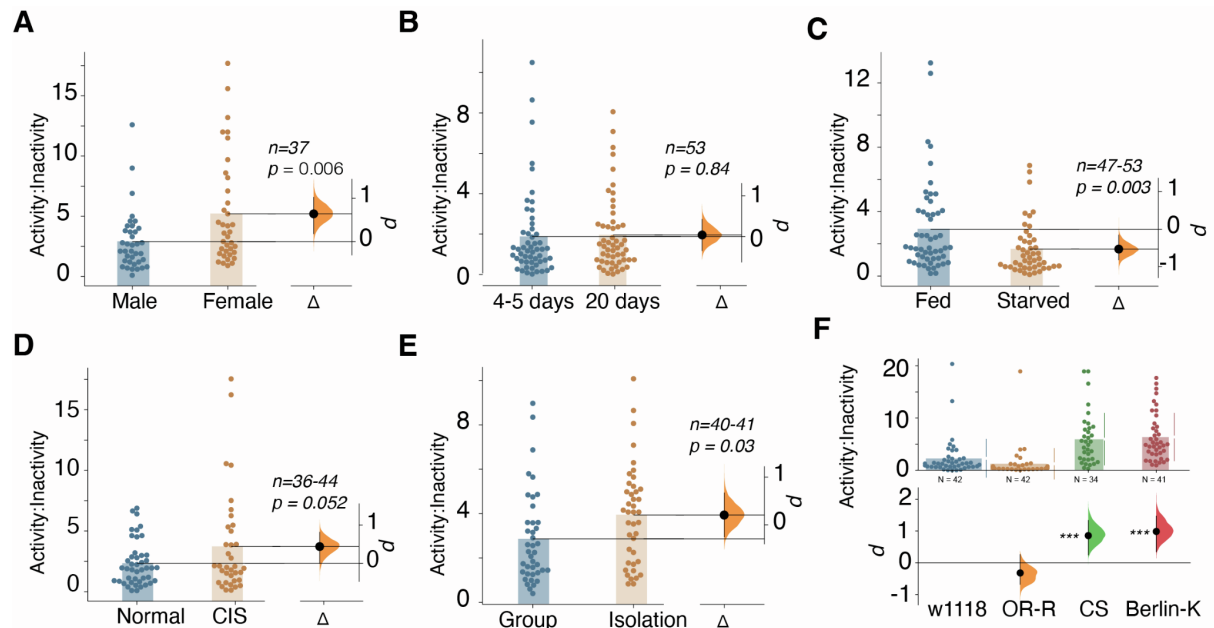 A
Activity:Inactivity
15
10
5
0
n=37
p = 0.006
1
0
d
Male Female Δ
B
Activity:Inactivity
8
4
0
n=53
p = 0.84
1
0
d
4-5 days 20 days Δ
C
Activity:Inactivity
12
8
4
0
n=47-53
p = 0.003
1
0
-1
d
Fed Starved Δ
D
Activity:Inactivity
15
10
5
0
n=36-44
p = 0.052
1
0
d
Normal CIS Δ
E
Activity:Inactivity
8
4
0
n=40-41
p = 0.03
1
0
d
Group Isolation Δ
F
Activity:Inactivity
20
10
5
0
N = 42 N = 42 N = 34 N = 41
d
2
1
0
-1
*** ***
w1118 OR-R CS Berlin-K